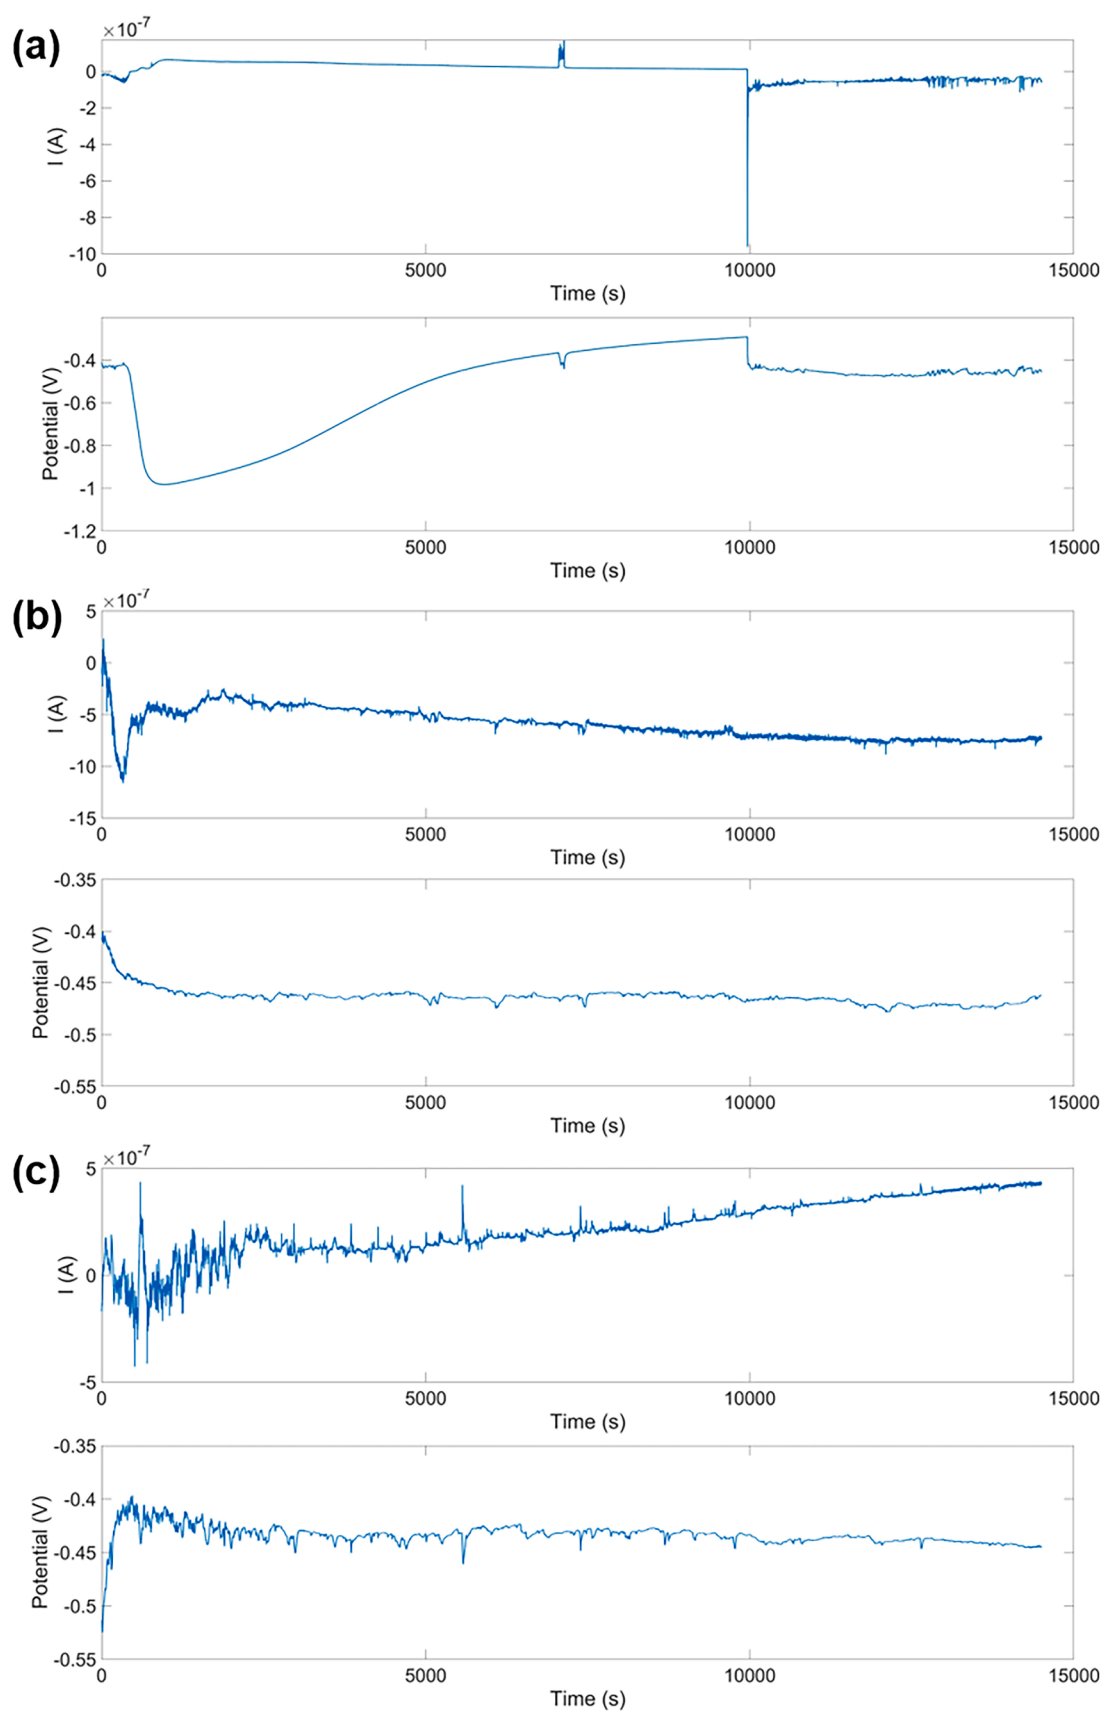 (a)
×10-7
0
-2
-4
-6
-8
-10
I (A)
0 5000 10000 15000
Time (s)
-0.4
-0.6
-0.8
-1
-1.2
Potential (V)
0 5000 10000 15000
Time (s)
(b)
×10-7
5
0
-5
-10
-15
I (A)
0 5000 10000 15000
Time (s)
-0.35
-0.4
-0.45
-0.5
-0.55
Potential (V)
0 5000 10000 15000
Time (s)
(c)
×10-7
5
0
-5
I (A)
0 5000 10000 15000
Time (s)
-0.35
-0.4
-0.45
-0.5
-0.55
Potential (V)
0 5000 10000 15000
Time (s)